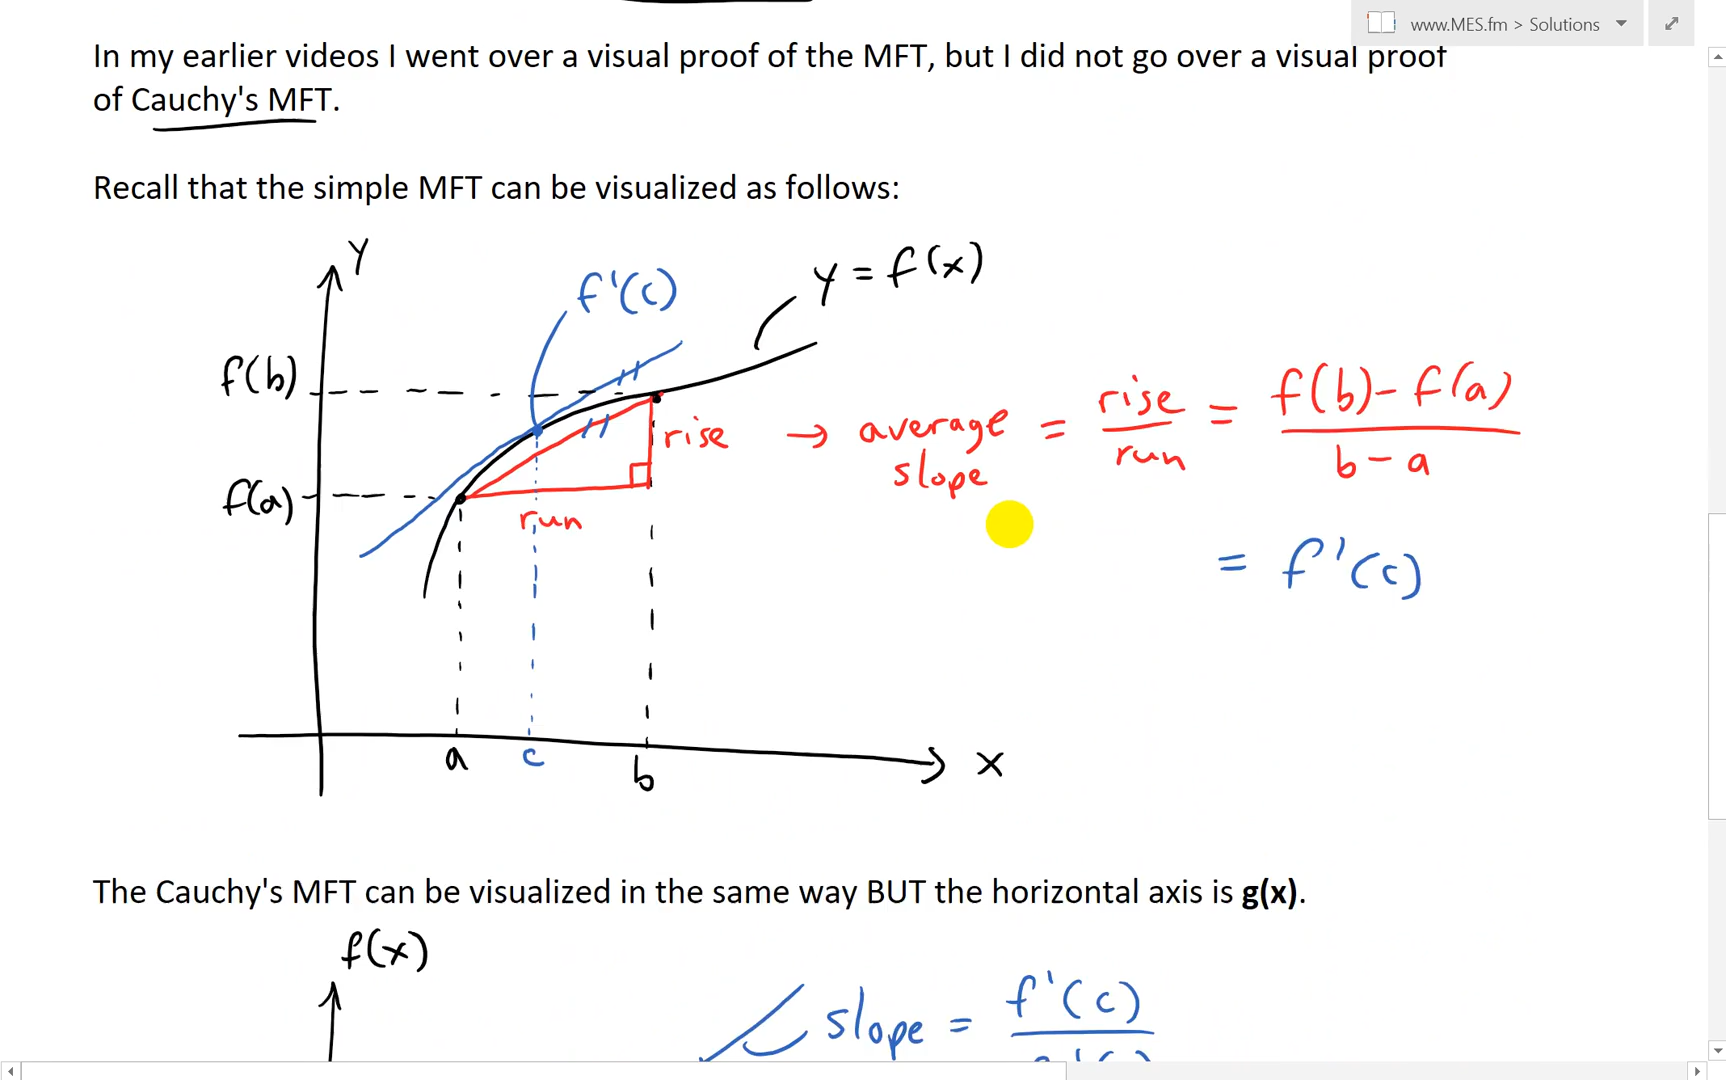 www.MES.fm > Solutions
In my earlier videos I went over a visual proof of the MFT, but I did not go over a visual proof
of Cauchy's MFT.
Recall that the simple MFT can be visualized as follows:
Y
f'(c)
y = f(x)
f(b)
f(a)
rise
run
→ average slope = rise / run = f(b) - f(a) / b - a
= f'(c)
a
c
b
x
The Cauchy's MFT can be visualized in the same way BUT the horizontal axis is g(x).
f(x)
slope = f'(c)